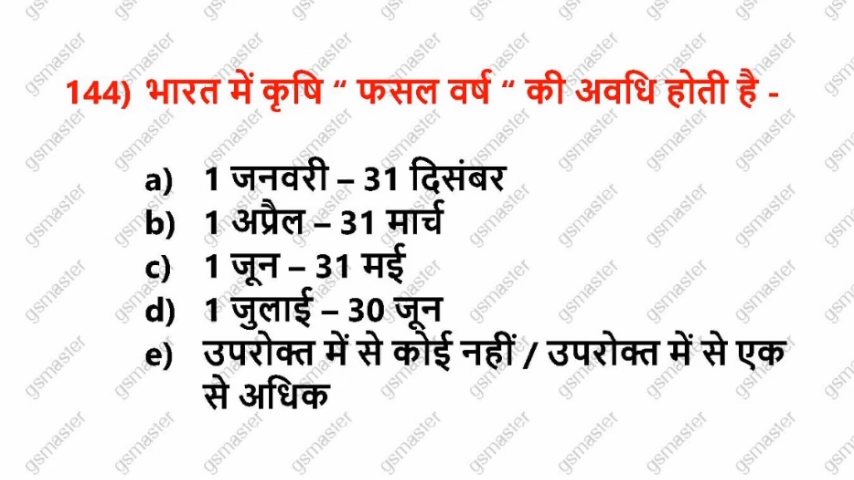 144) भारत में कृषि “ फसल वर्ष “ की अवधि होती है -
a) 1 जनवरी – 31 दिसंबर
b) 1 अप्रैल – 31 मार्च
c) 1 जून – 31 मई
d) 1 जुलाई – 30 जून
e) उपरोक्त में से कोई नहीं / उपरोक्त में से एक
से अधिक
gsmaster